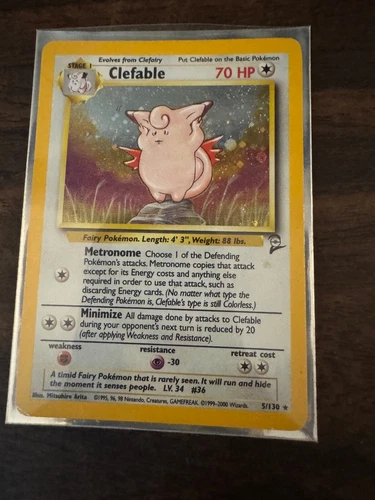 Evolves from Clefairy Put Clefable on the Basic Pokémon
STAGE 1 Clefable 70 HP
Fairy Pokémon. Length: 4' 3", Weight: 88 lbs.
Metronome Choose 1 of the Defending
Pokémon's attacks. Metronome copies that attack
except for its Energy costs and anything else
required in order to use that attack, such as
discarding Energy cards. (No matter what type the
Defending Pokémon is, Clefable's type is still Colorless.)
Minimize All damage done by attacks to Clefable
during your opponent's next turn is reduced by 20
(after applying Weakness and Resistance).
weakness resistance retreat cost
-30
A timid Fairy Pokémon that is rarely seen. It will run and hide
the moment it senses people. LV. 34 #36
Illus. Mitsuhiro Arita ©1995, 96, 98 Nintendo, Creatures, GAMEFREAK. ©1999-2000 Wizards. 5/130 ★